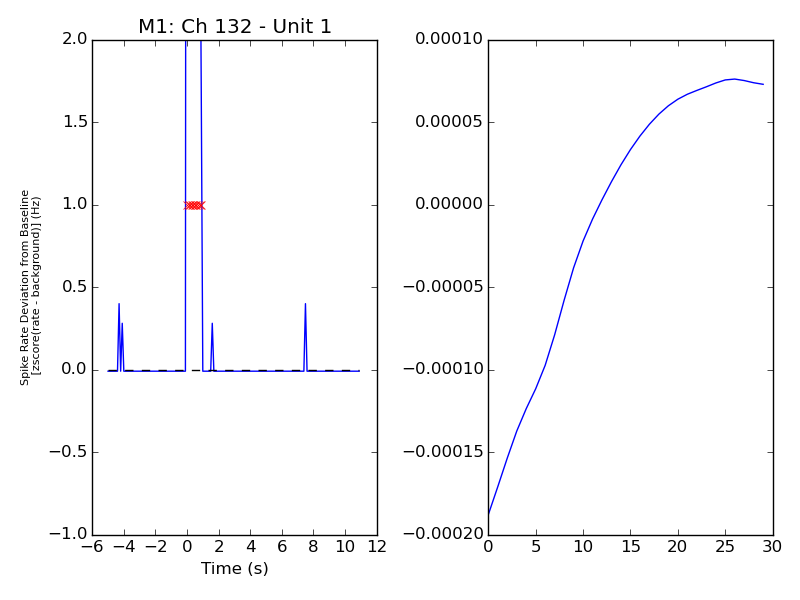 M1: Ch 132 - Unit 1
Spike Rate Deviation from Baseline
[zscore(rate - background)] (Hz)
2.0
1.5
1.0
0.5
0.0
−0.5
−1.0
−6 −4 −2 0 2 4 6 8 10 12
Time (s)
0.00010
0.00005
0.00000
−0.00005
−0.00010
−0.00015
−0.00020
0 5 10 15 20 25 30